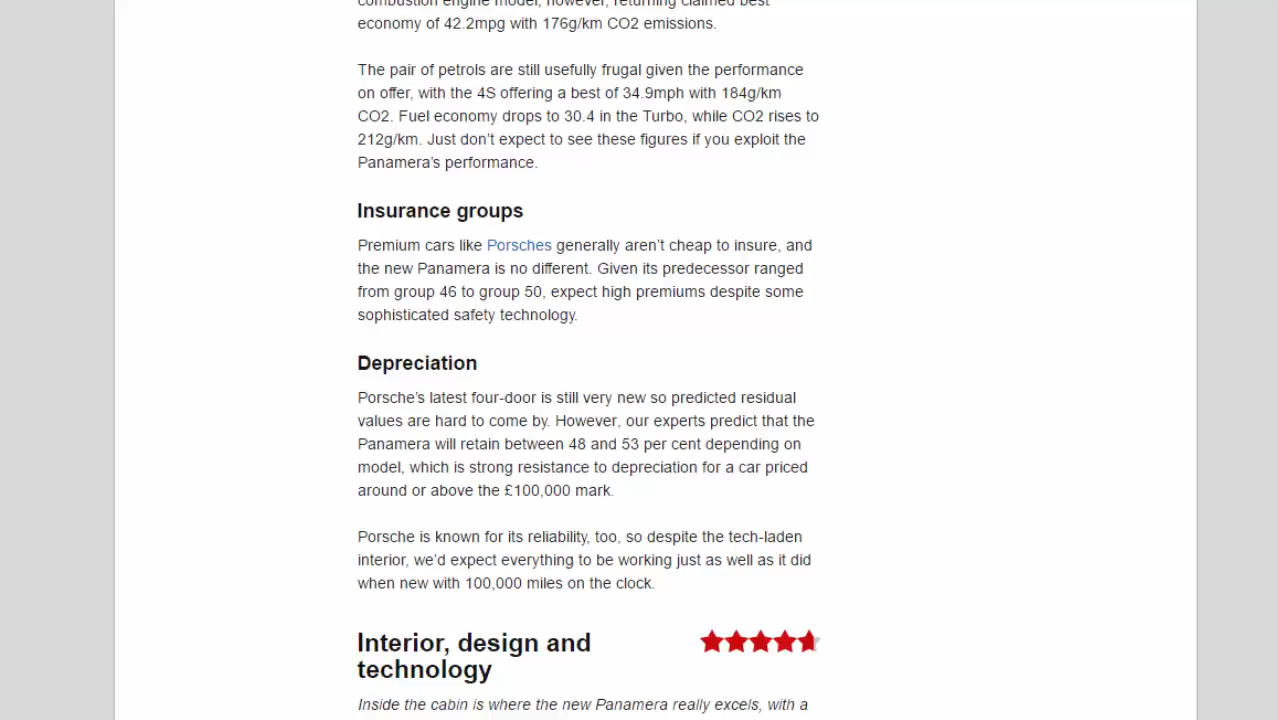 combustion engine model, however, returning claimed best
economy of 42.2mpg with 176g/km CO2 emissions.
The pair of petrols are still usefully frugal given the performance
on offer, with the 4S offering a best of 34.9mph with 184g/km
CO2. Fuel economy drops to 30.4 in the Turbo, while CO2 rises to
212g/km. Just don’t expect to see these figures if you exploit the
Panamera’s performance.
Insurance groups
Premium cars like Porsches generally aren’t cheap to insure, and
the new Panamera is no different. Given its predecessor ranged
from group 46 to group 50, expect high premiums despite some
sophisticated safety technology.
Depreciation
Porsche’s latest four-door is still very new so predicted residual
values are hard to come by. However, our experts predict that the
Panamera will retain between 48 and 53 per cent depending on
model, which is strong resistance to depreciation for a car priced
around or above the £100,000 mark.
Porsche is known for its reliability, too, so despite the tech-laden
interior, we’d expect everything to be working just as well as it did
when new with 100,000 miles on the clock.
Interior, design and
technology
Inside the cabin is where the new Panamera really excels, with a